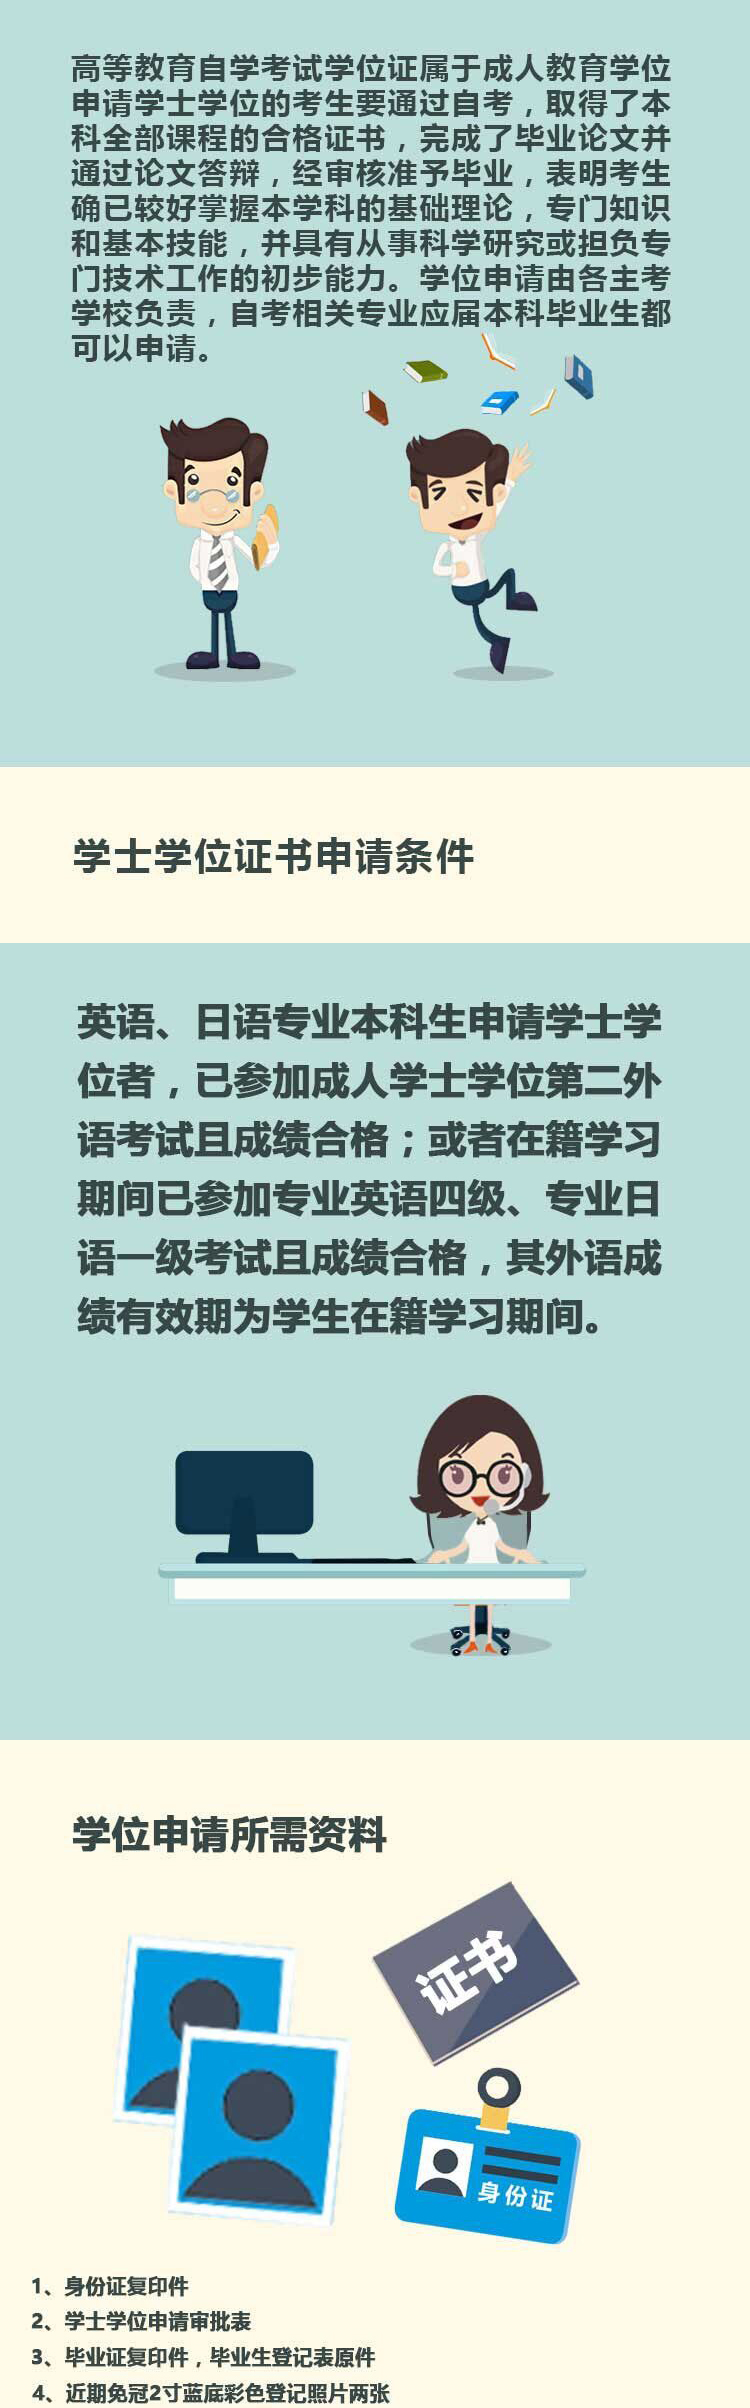 高等教育自学考试学位证属于成人教育学位
申请学士学位的考生要通过自考，取得了本
科全部课程的合格证书，完成了毕业论文并
通过论文答辩，经审核准予毕业，表明考生
确已较好掌握本学科的基础理论，专门知识
和基本技能，并具有从事科学研究或担负专
门技术工作的初步能力。学位申请由各主考
学校负责，自考相关专业应届本科毕业生都
可以申请。
学士学位证书申请条件
英语、日语专业本科生申请学士学
位者，已参加成人学士学位第二外
语考试且成绩合格；或者在籍学习
期间已参加专业英语四级、专业日
语一级考试且成绩合格，其外语成
绩有效期为学生在籍学习期间。
学位申请所需资料
证书
身份证
1、身份证复印件
2、学士学位申请审批表
3、毕业证复印件，毕业生登记表原件
4、近期免冠2寸蓝底彩色登记照片两张